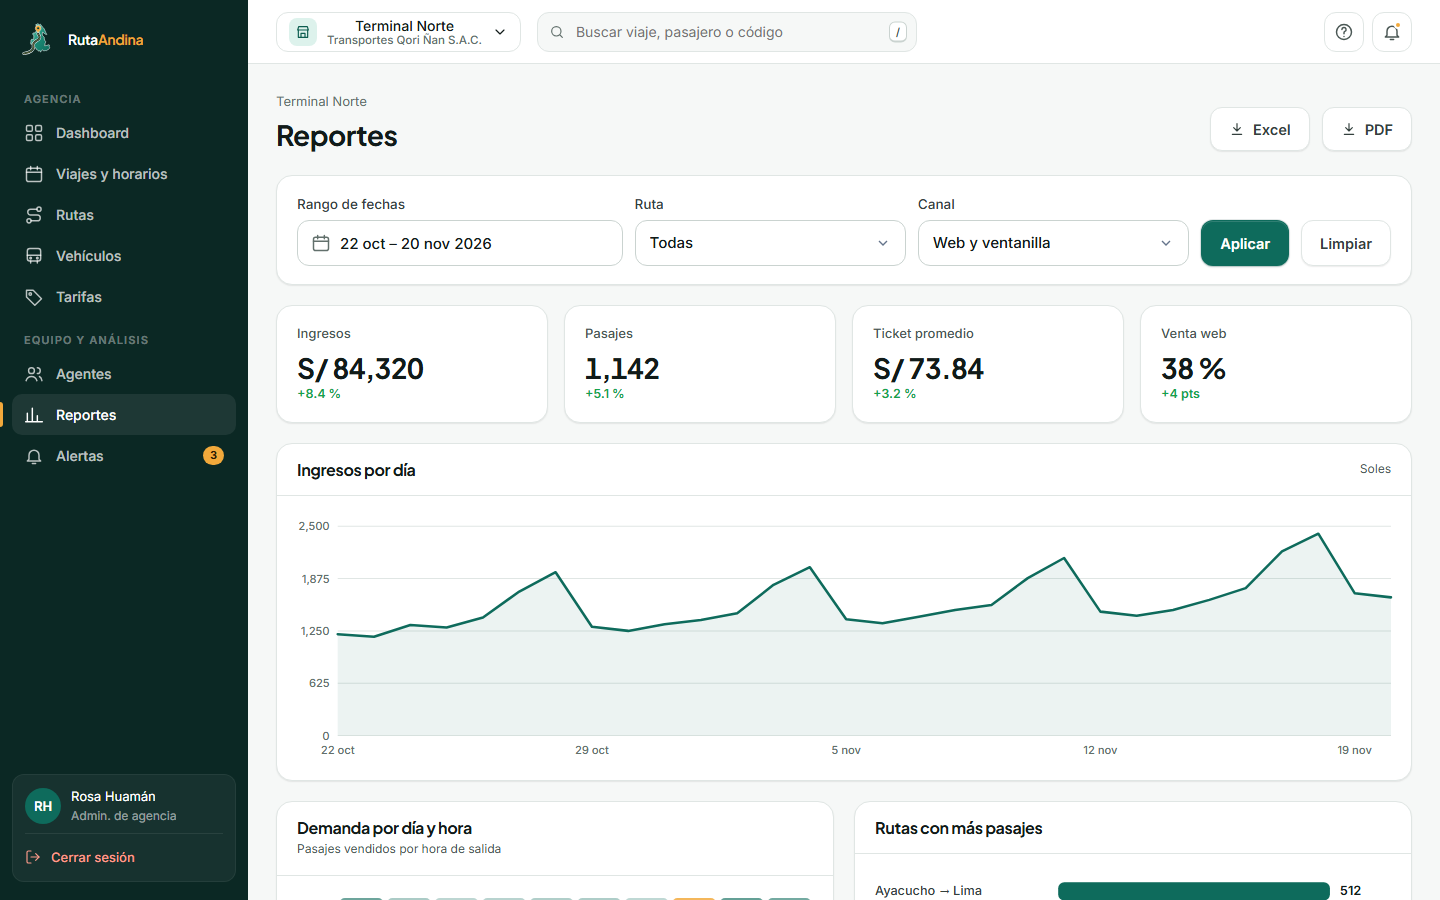 RutaAndina
AGENCIA
Dashboard
Viajes y horarios
Rutas
Vehículos
Tarifas
EQUIPO Y ANÁLISIS
Agentes
Reportes
Alertas
3
RH
Rosa Huamán
Admin. de agencia
Cerrar sesión
Terminal Norte
Transportes Qori Ñan S.A.C.
Buscar viaje, pasajero o código
/
Terminal Norte
Reportes
Excel
PDF
Rango de fechas
22 oct – 20 nov 2026
Ruta
Todas
Canal
Web y ventanilla
Aplicar
Limpiar
Ingresos
S/ 84,320
+8.4 %
Pasajes
1,142
+5.1 %
Ticket promedio
S/ 73.84
+3.2 %
Venta web
38 %
+4 pts
Ingresos por día
Soles
2,500
1,875
1,250
625
0
22 oct
29 oct
5 nov
12 nov
19 nov
Demanda por día y hora
Pasajes vendidos por hora de salida
Rutas con más pasajes
Ayacucho → Lima
512